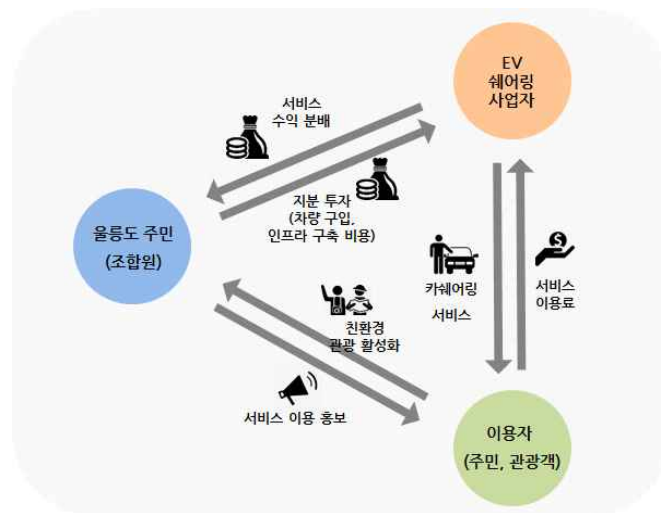 EV
쉐어링
사업자
서비스
수익 분배
지분 투자
(차량 구입,
인프라 구축 비용)
울릉도 주민
(조합원)
카쉐어링
서비스
서비스
이용료
친환경
관광 활성화
서비스 이용 홍보
이용자
(주민, 관광객)